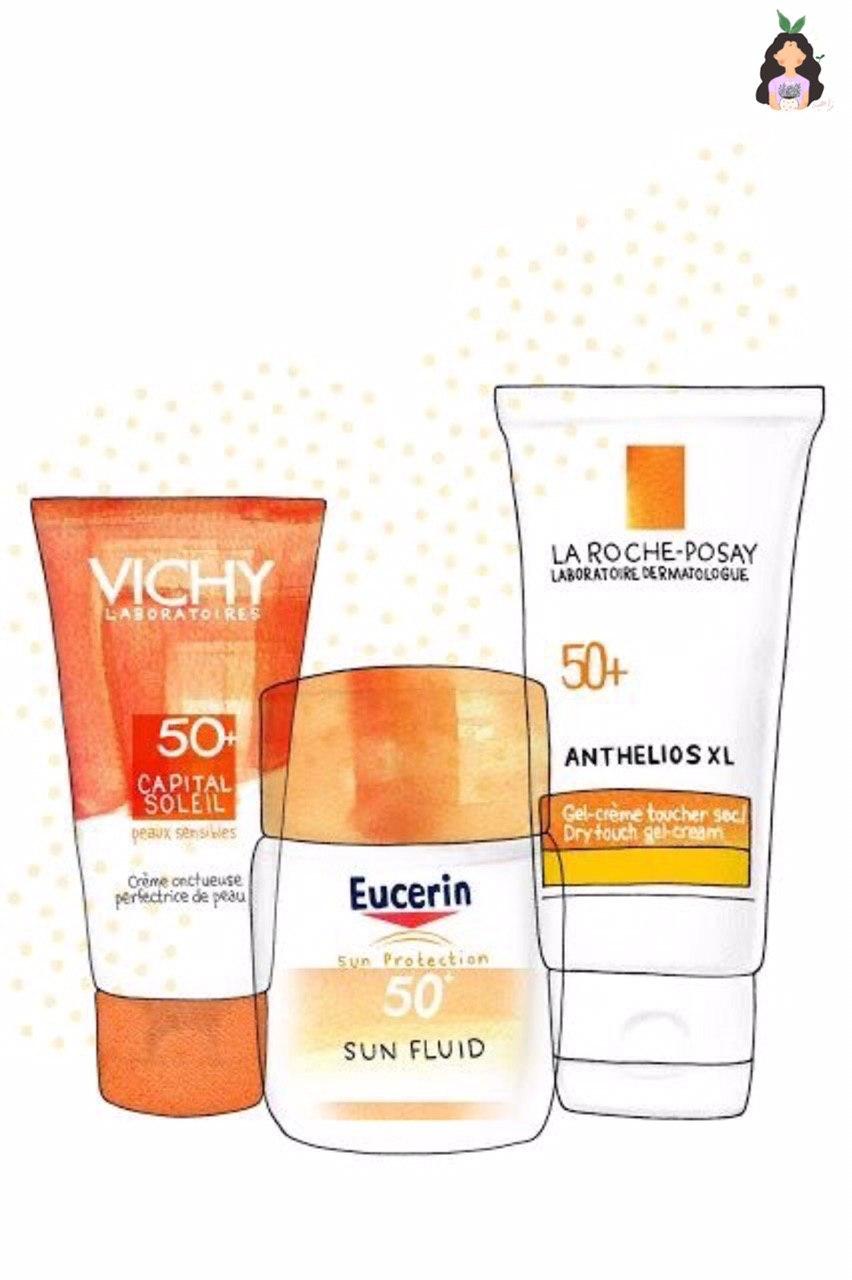 VICHY
LABORATOIRES
50+
CAPITAL
SOLEIL
peaux sensibles
Crème onctueuse
perfectrice de peau
Eucerin
Sun Protection
50+
SUN FLUID
LA ROCHE-POSAY
LABORATOIRE DERMATOLOGUE
50+
ANTHELIOS XL
Gel-crème toucher sec/
Dry touch gel-cream